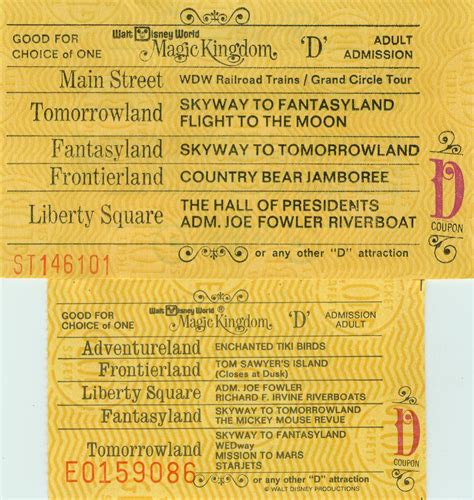 GOOD FOR
CHOICE of ONE
Walt Disney World
Magic Kingdom
'D'
ADULT
ADMISSION
Main Street WDW Railroad Trains / Grand Circle Tour
Tomorrowland SKYWAY TO FANTASYLAND
FLIGHT TO THE MOON
Fantasyland SKYWAY TO TOMORROWLAND
Frontierland COUNTRY BEAR JAMBOREE
Liberty Square THE HALL OF PRESIDENTS
ADM. JOE FOWLER RIVERBOAT
D
COUPON
ST146101
or any other "D" attraction
GOOD FOR
CHOICE of ONE
Walt Disney World ®
Magic Kingdom
'D'
ADMISSION
ADULT
Adventureland ENCHANTED TIKI BIRDS
Frontierland TOM SAWYER'S ISLAND
(Closes at Dusk)
Liberty Square ADM. JOE FOWLER
RICHARD F. IRVINE RIVERBOATS
Fantasyland SKYWAY TO TOMORROWLAND
THE MICKEY MOUSE REVUE
Tomorrowland SKYWAY TO FANTASYLAND
WEDway
MISSION TO MARS
STARJETS
D
COUPON
E0159086
or any other "D" attraction
© WALT DISNEY PRODUCTIONS